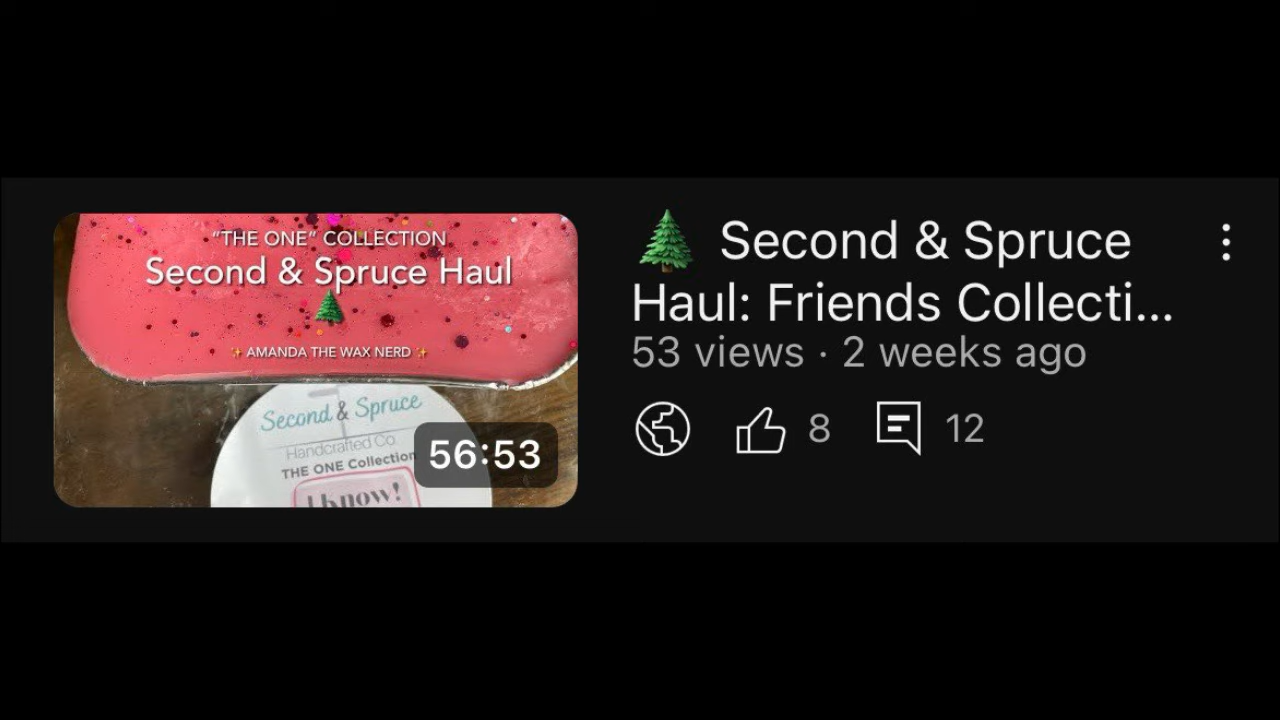 “THE ONE” COLLECTION
Second & Spruce Haul
🌲
✨ AMANDA THE WAX NERD ✨
Second & Spruce
Handcrafted Co.
THE ONE Collection
I know!
56:53
🌲 Second & Spruce
Haul: Friends Collecti...
53 views · 2 weeks ago
8 12